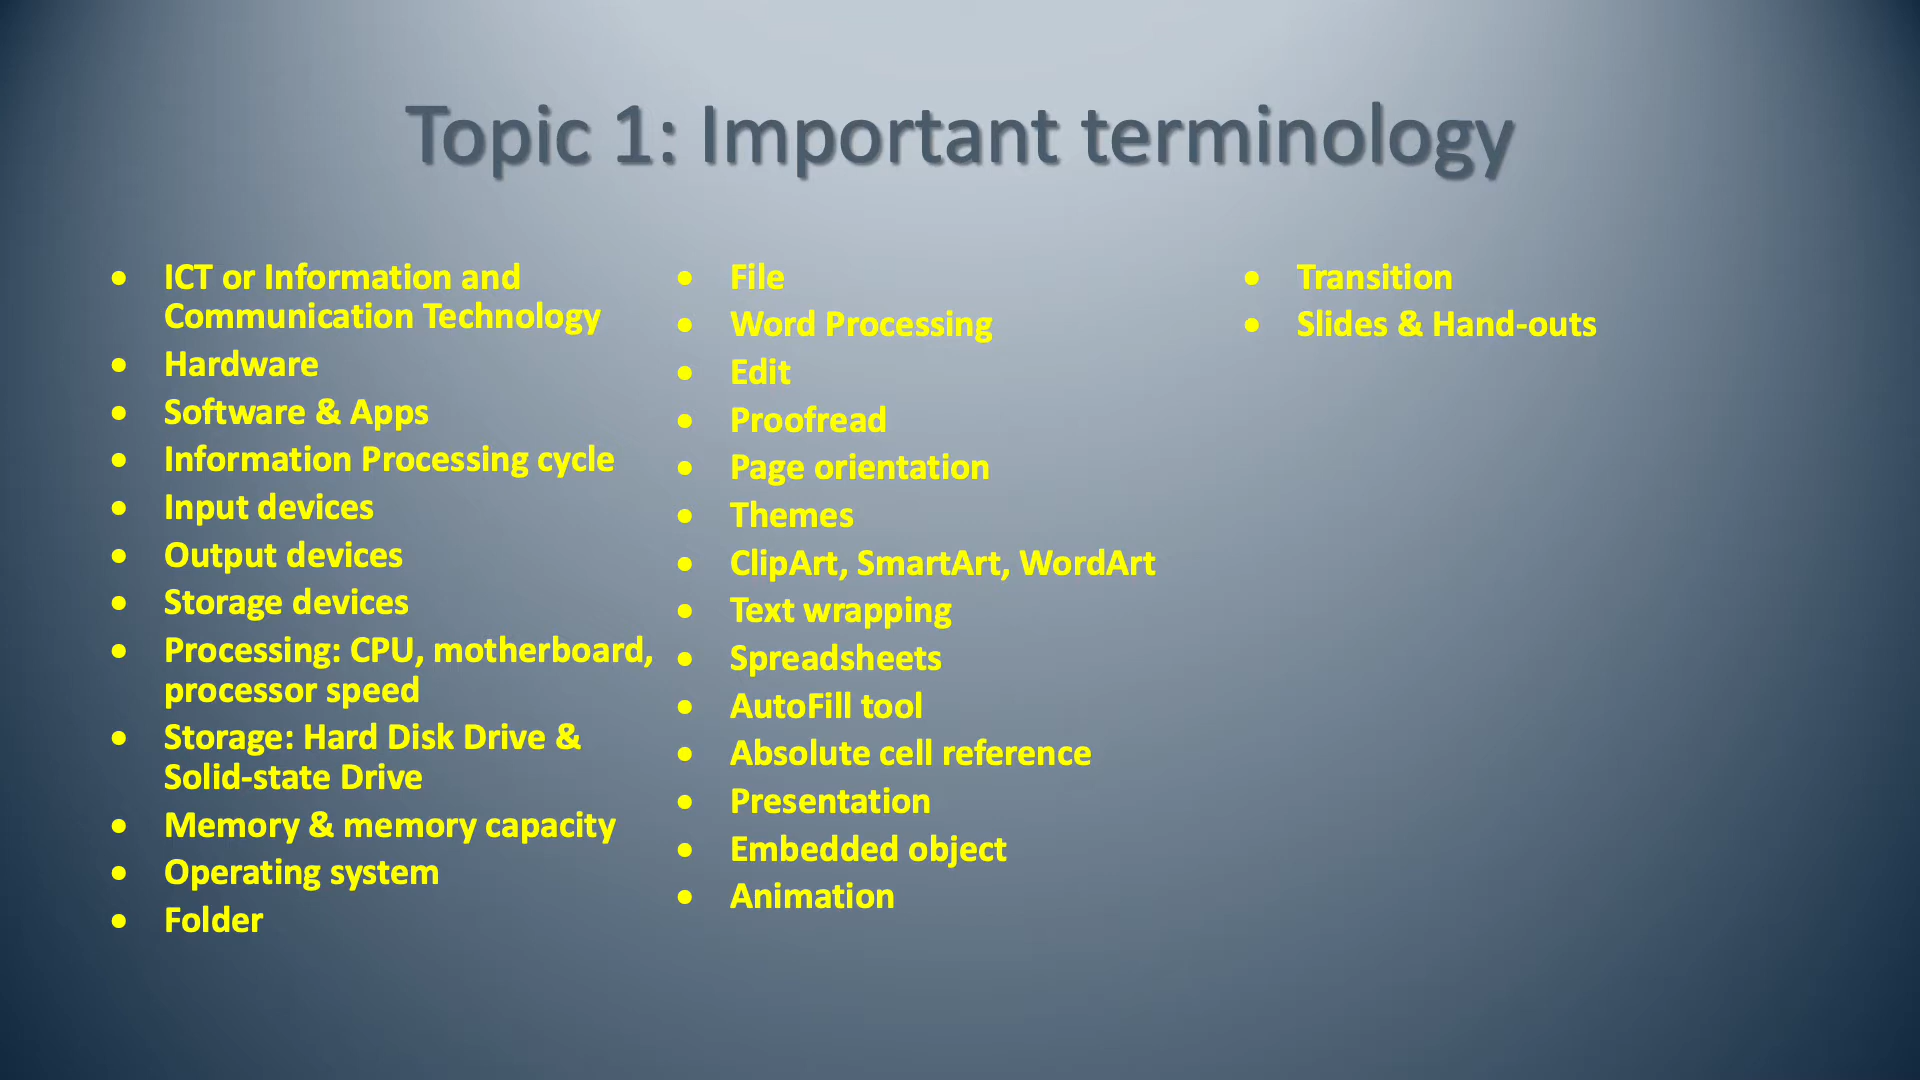 Topic 1: Important terminology
• ICT or Information and
Communication Technology
• Hardware
• Software & Apps
• Information Processing cycle
• Input devices
• Output devices
• Storage devices
• Processing: CPU, motherboard,
processor speed
• Storage: Hard Disk Drive &
Solid-state Drive
• Memory & memory capacity
• Operating system
• Folder
• File
• Word Processing
• Edit
• Proofread
• Page orientation
• Themes
• ClipArt, SmartArt, WordArt
• Text wrapping
• Spreadsheets
• AutoFill tool
• Absolute cell reference
• Presentation
• Embedded object
• Animation
• Transition
• Slides & Hand-outs